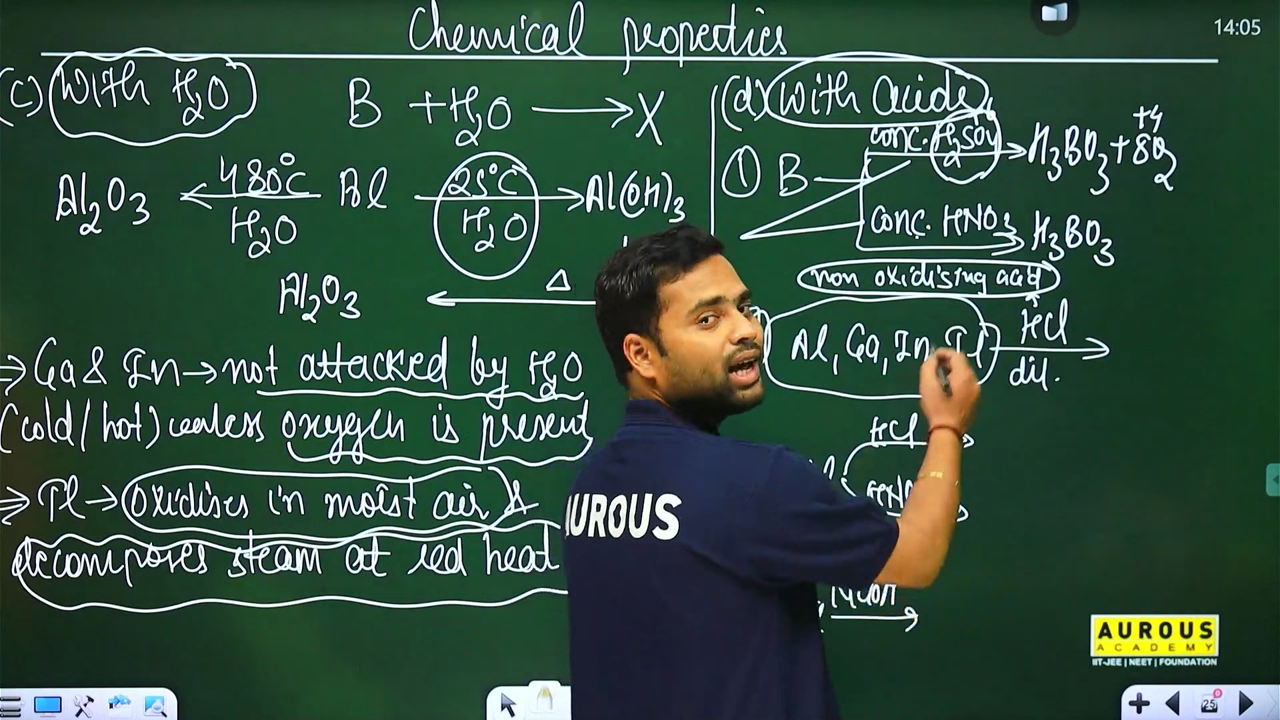 Chemical properties
14:05
(c) With H2O
B + H2O → X
Al2O3 ← 480°C H2O Al 25°C H2O → Al(OH)3
Al2O3 ← Δ
⇒ Ga & In → not attacked by H2O
(cold/hot) unless oxygen is present
⇒ Tl → oxidises in moist air &
decomposes steam at red heat
(d) With acids
① B
conc. H2SO4 → H3BO3 + +4 SO2
conc. HNO3 → H3BO3
non oxidising acid
Al, Ga, In, Tl HCl dil. →
HCl
AUROUS
AUROUS
ACADEMY
IIT-JEE | NEET | FOUNDATION
25